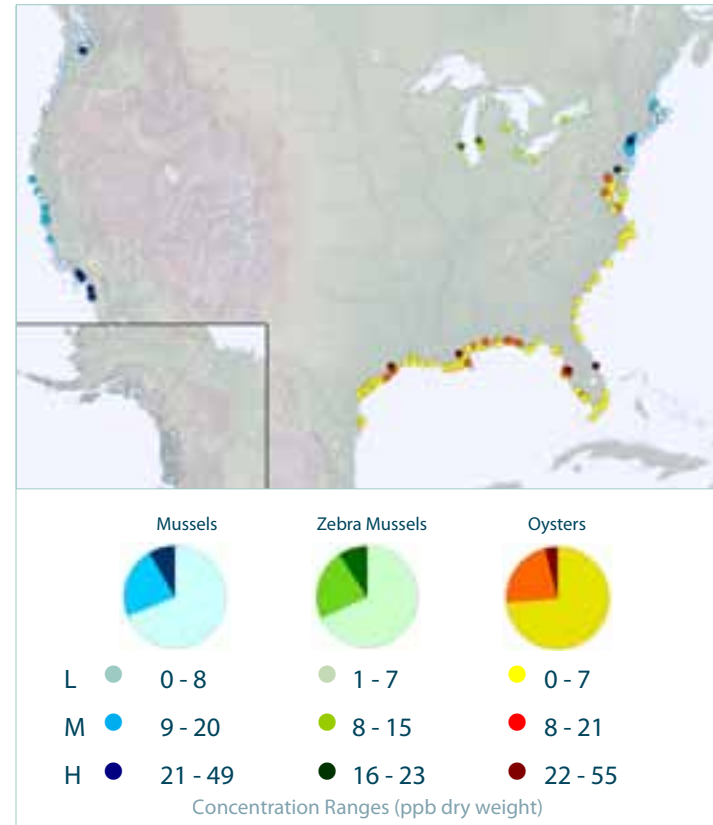 Mussels Zebra Mussels Oysters
L 0 - 8 1 - 7 0 - 7
M 9 - 20 8 - 15 8 - 21
H 21 - 49 16 - 23 22 - 55
Concentration Ranges (ppb dry weight)